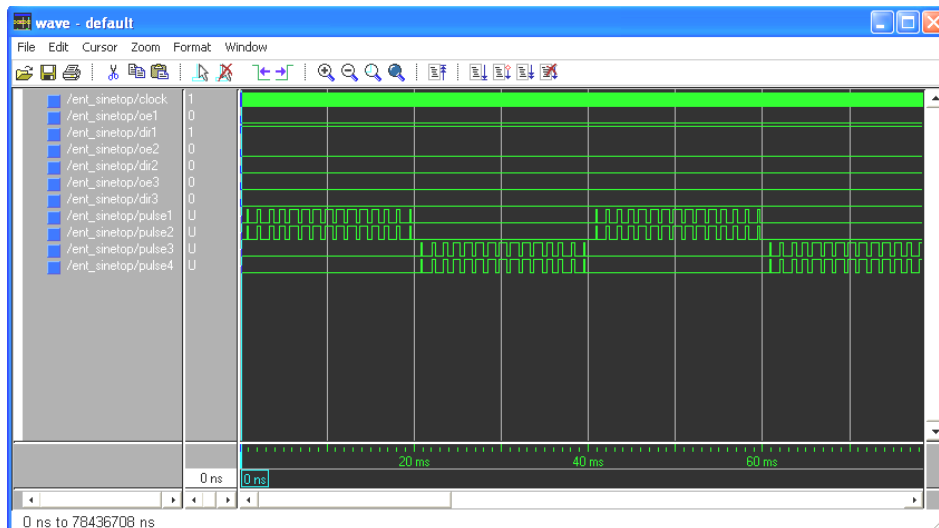 wave - default
File Edit Cursor Zoom Format Window
/ent_sinetop/clock 1
/ent_sinetop/oe1 0
/ent_sinetop/dir1 1
/ent_sinetop/oe2 0
/ent_sinetop/dir2 0
/ent_sinetop/oe3 0
/ent_sinetop/dir3 0
/ent_sinetop/pulse1 U
/ent_sinetop/pulse2 U
/ent_sinetop/pulse3 U
/ent_sinetop/pulse4 U
20 ms 40 ms 60 ms
0 ns 0 ns
0 ns to 78436708 ns